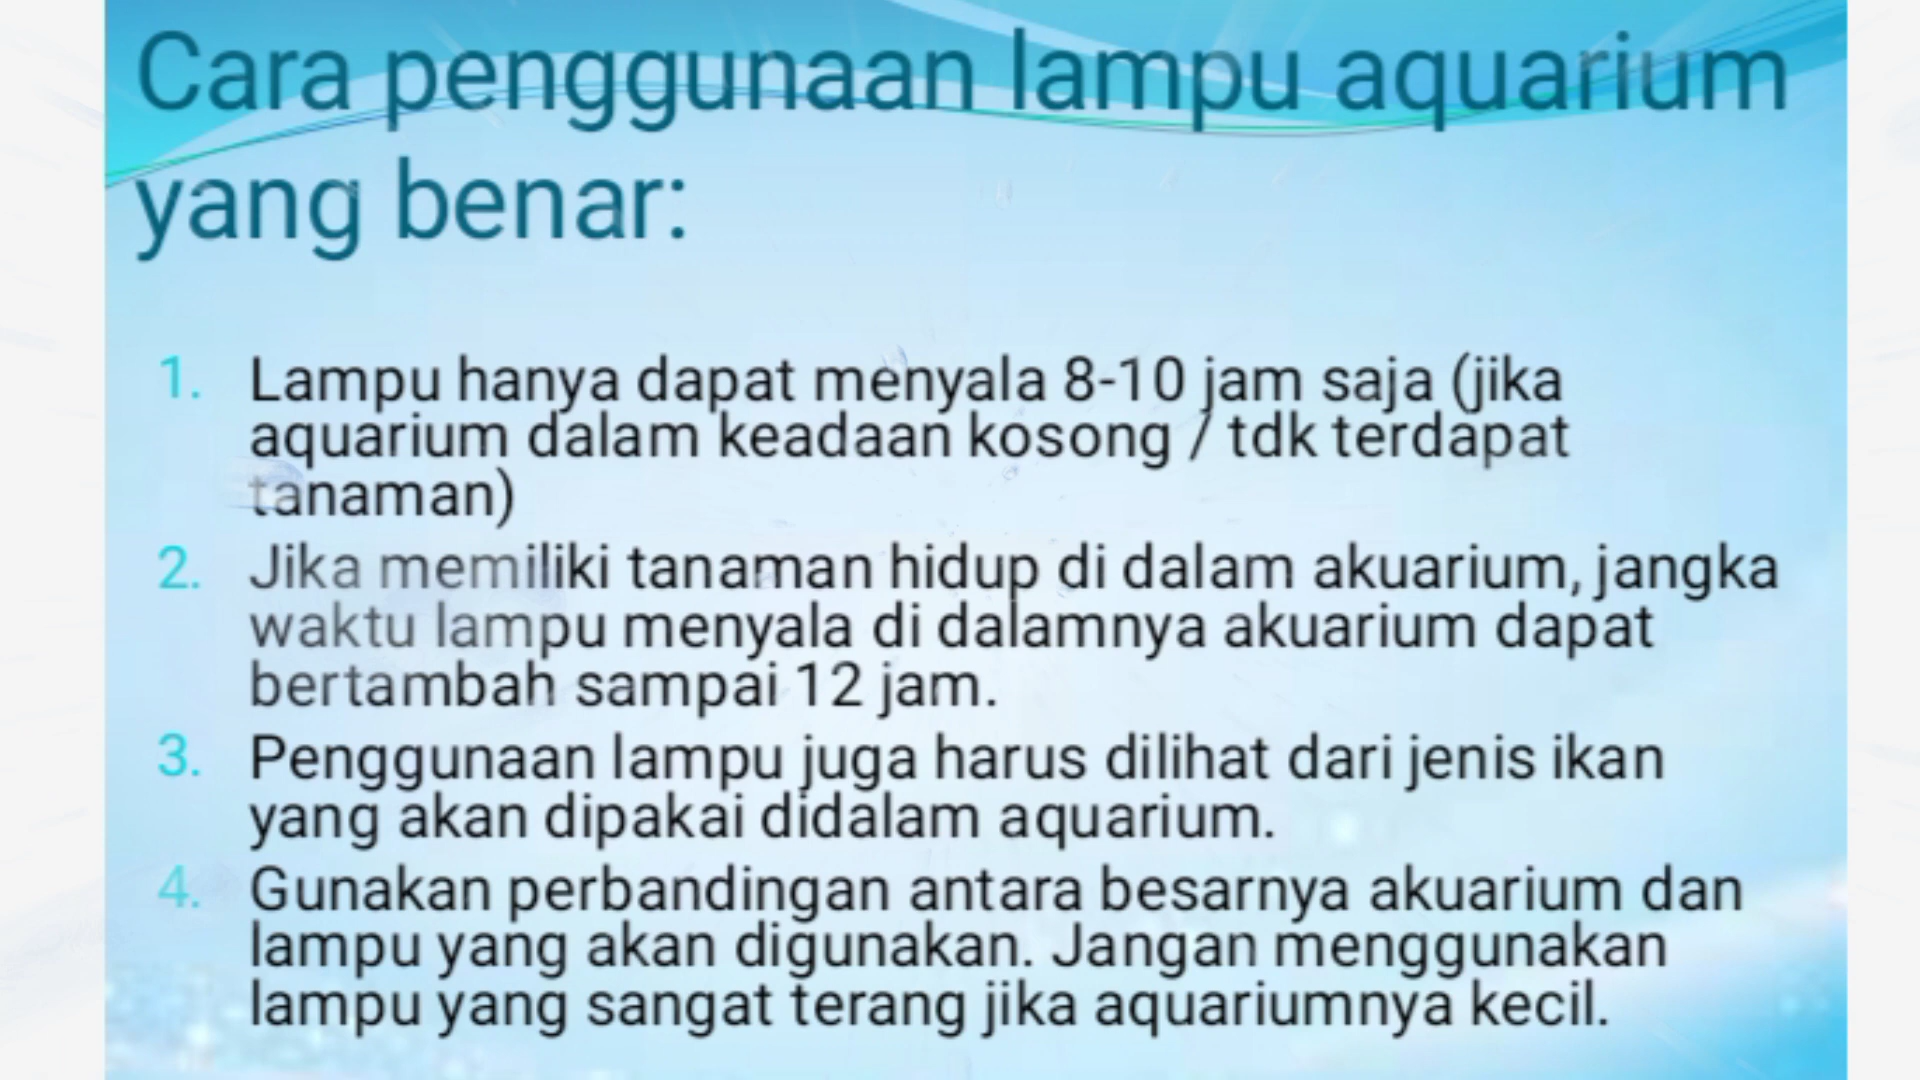 Cara penggunaan lampu aquarium
yang benar:
1. Lampu hanya dapat menyala 8-10 jam saja (jika
aquarium dalam keadaan kosong / tdk terdapat
tanaman)
2. Jika memiliki tanaman hidup di dalam akuarium, jangka
waktu lampu menyala di dalamnya akuarium dapat
bertambah sampai 12 jam.
3. Penggunaan lampu juga harus dilihat dari jenis ikan
yang akan dipakai didalam aquarium.
4. Gunakan perbandingan antara besarnya akuarium dan
lampu yang akan digunakan. Jangan menggunakan
lampu yang sangat terang jika aquariumnya kecil.